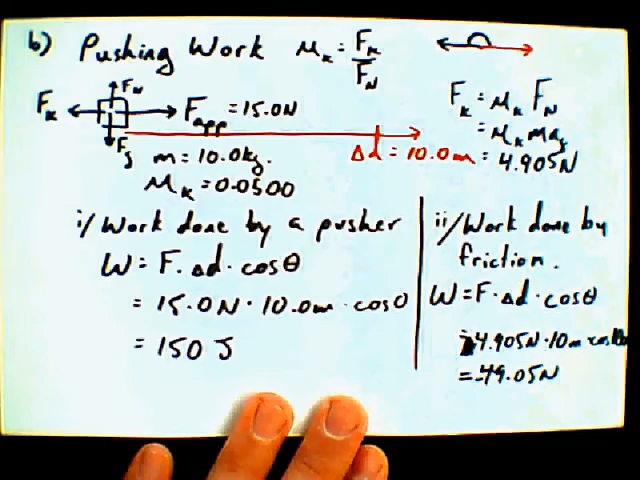 b) Pushing Work μk = Fk/FN
FN
Fk Fapp = 15.0N
Fg
Δd = 10.0m
m = 10.0kg.
μk = 0.0500
Fk = μk FN
= μk mag
= 4.905N
i/ Work done by a pusher
W = F · Δd · cosθ
= 15.0N · 10.0m · cos0
= 150 J
ii/ Work done by
friction.
W = F · Δd · cosθ
= 4.905N · 10m
= -49.05N